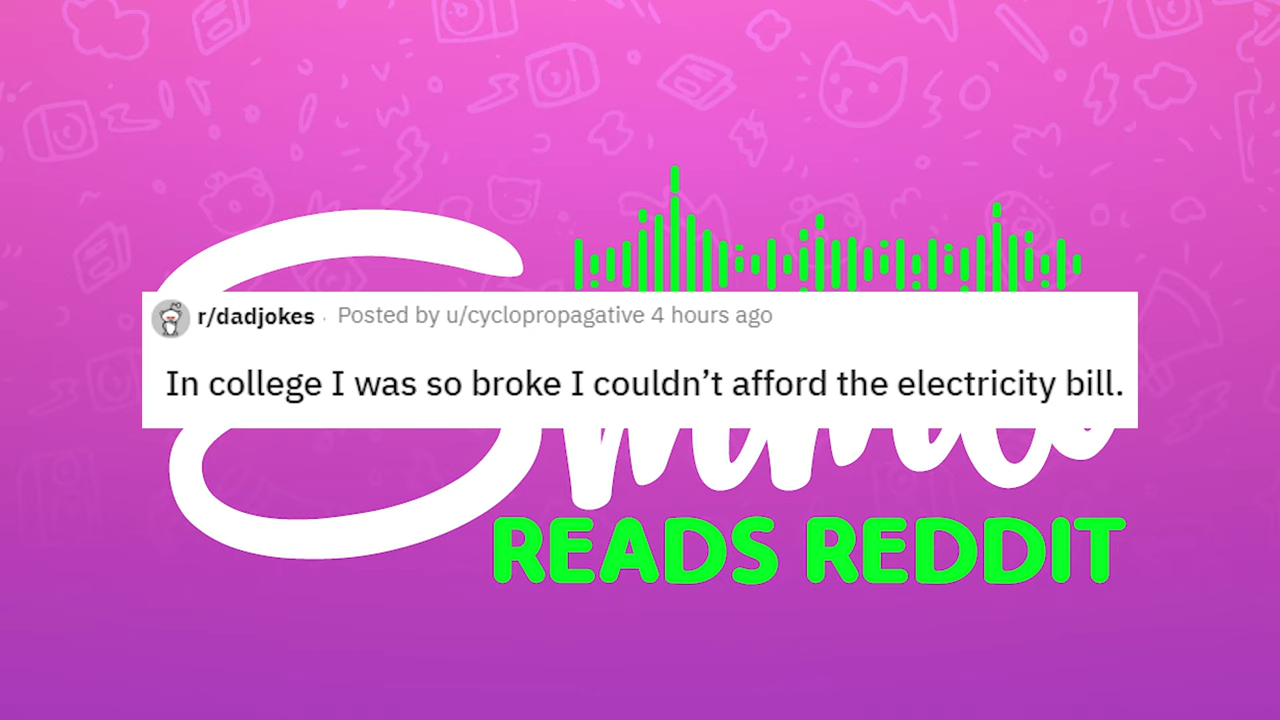 r/dadjokes · Posted by u/cyclopropagative 4 hours ago
In college I was so broke I couldn’t afford the electricity bill.
READS REDDIT